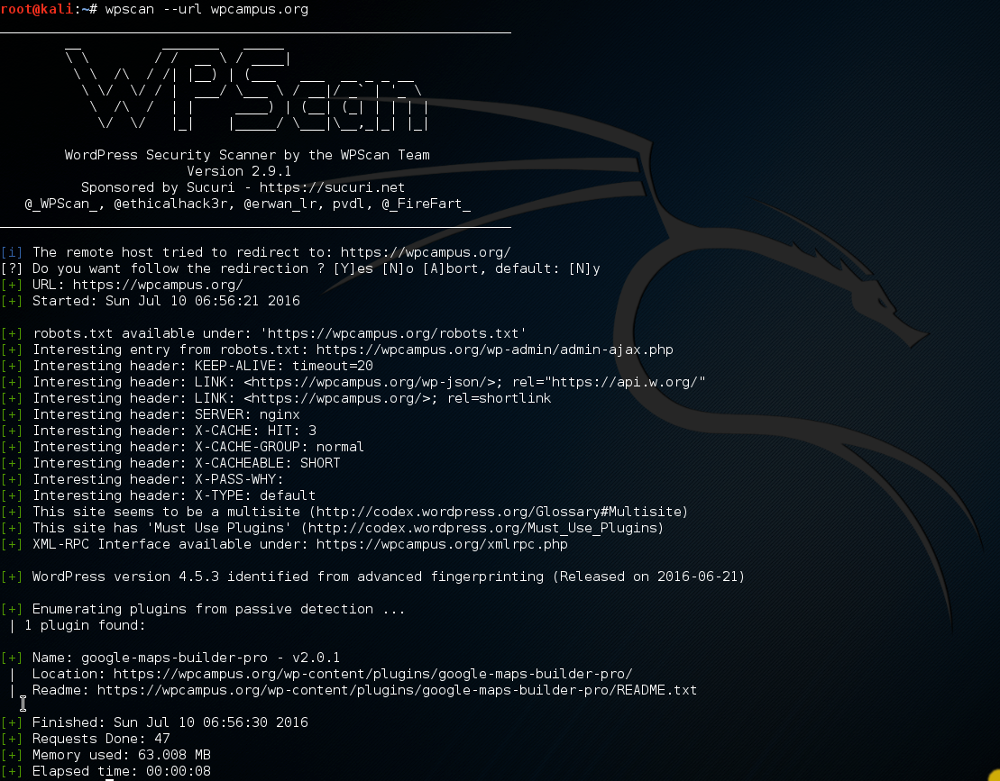 root@kali:~# wpscan --url wpcampus.org
_______________________________________________________________
        __          _______   _____
        \ \        / /  __ \ / ____|
         \ \  /\  / /| |__) | (___   ___  __ _ _ __
          \ \/  \/ / |  ___/ \___ \ / __|/ _` | '_ \
           \  /\  /  | |     ____) | (__| (_| | | | |
            \/  \/   |_|    |_____/ \___|\__,_|_| |_|
WordPress Security Scanner by the WPScan Team
Version 2.9.1
Sponsored by Sucuri - https://sucuri.net
@_WPScan_, @ethicalhack3r, @erwan_lr, pvdl, @_FireFart_
_______________________________________________________________
[i] The remote host tried to redirect to: https://wpcampus.org/
[?] Do you want follow the redirection ? [Y]es [N]o [A]bort, default: [N]y
[+] URL: https://wpcampus.org/
[+] Started: Sun Jul 10 06:56:21 2016
[+] robots.txt available under: 'https://wpcampus.org/robots.txt'
[+] Interesting entry from robots.txt: https://wpcampus.org/wp-admin/admin-ajax.php
[+] Interesting header: KEEP-ALIVE: timeout=20
[+] Interesting header: LINK: <https://wpcampus.org/wp-json/>; rel="https://api.w.org/"
[+] Interesting header: LINK: <https://wpcampus.org/>; rel=shortlink
[+] Interesting header: SERVER: nginx
[+] Interesting header: X-CACHE: HIT: 3
[+] Interesting header: X-CACHE-GROUP: normal
[+] Interesting header: X-CACHEABLE: SHORT
[+] Interesting header: X-PASS-WHY:
[+] Interesting header: X-TYPE: default
[+] This site seems to be a multisite (http://codex.wordpress.org/Glossary#Multisite)
[+] This site has 'Must Use Plugins' (http://codex.wordpress.org/Must_Use_Plugins)
[+] XML-RPC Interface available under: https://wpcampus.org/xmlrpc.php
[+] WordPress version 4.5.3 identified from advanced fingerprinting (Released on 2016-06-21)
[+] Enumerating plugins from passive detection ...
 | 1 plugin found:
[+] Name: google-maps-builder-pro - v2.0.1
 |  Location: https://wpcampus.org/wp-content/plugins/google-maps-builder-pro/
 |  Readme: https://wpcampus.org/wp-content/plugins/google-maps-builder-pro/README.txt
[+] Finished: Sun Jul 10 06:56:30 2016
[+] Requests Done: 47
[+] Memory used: 63.008 MB
[+] Elapsed time: 00:00:08